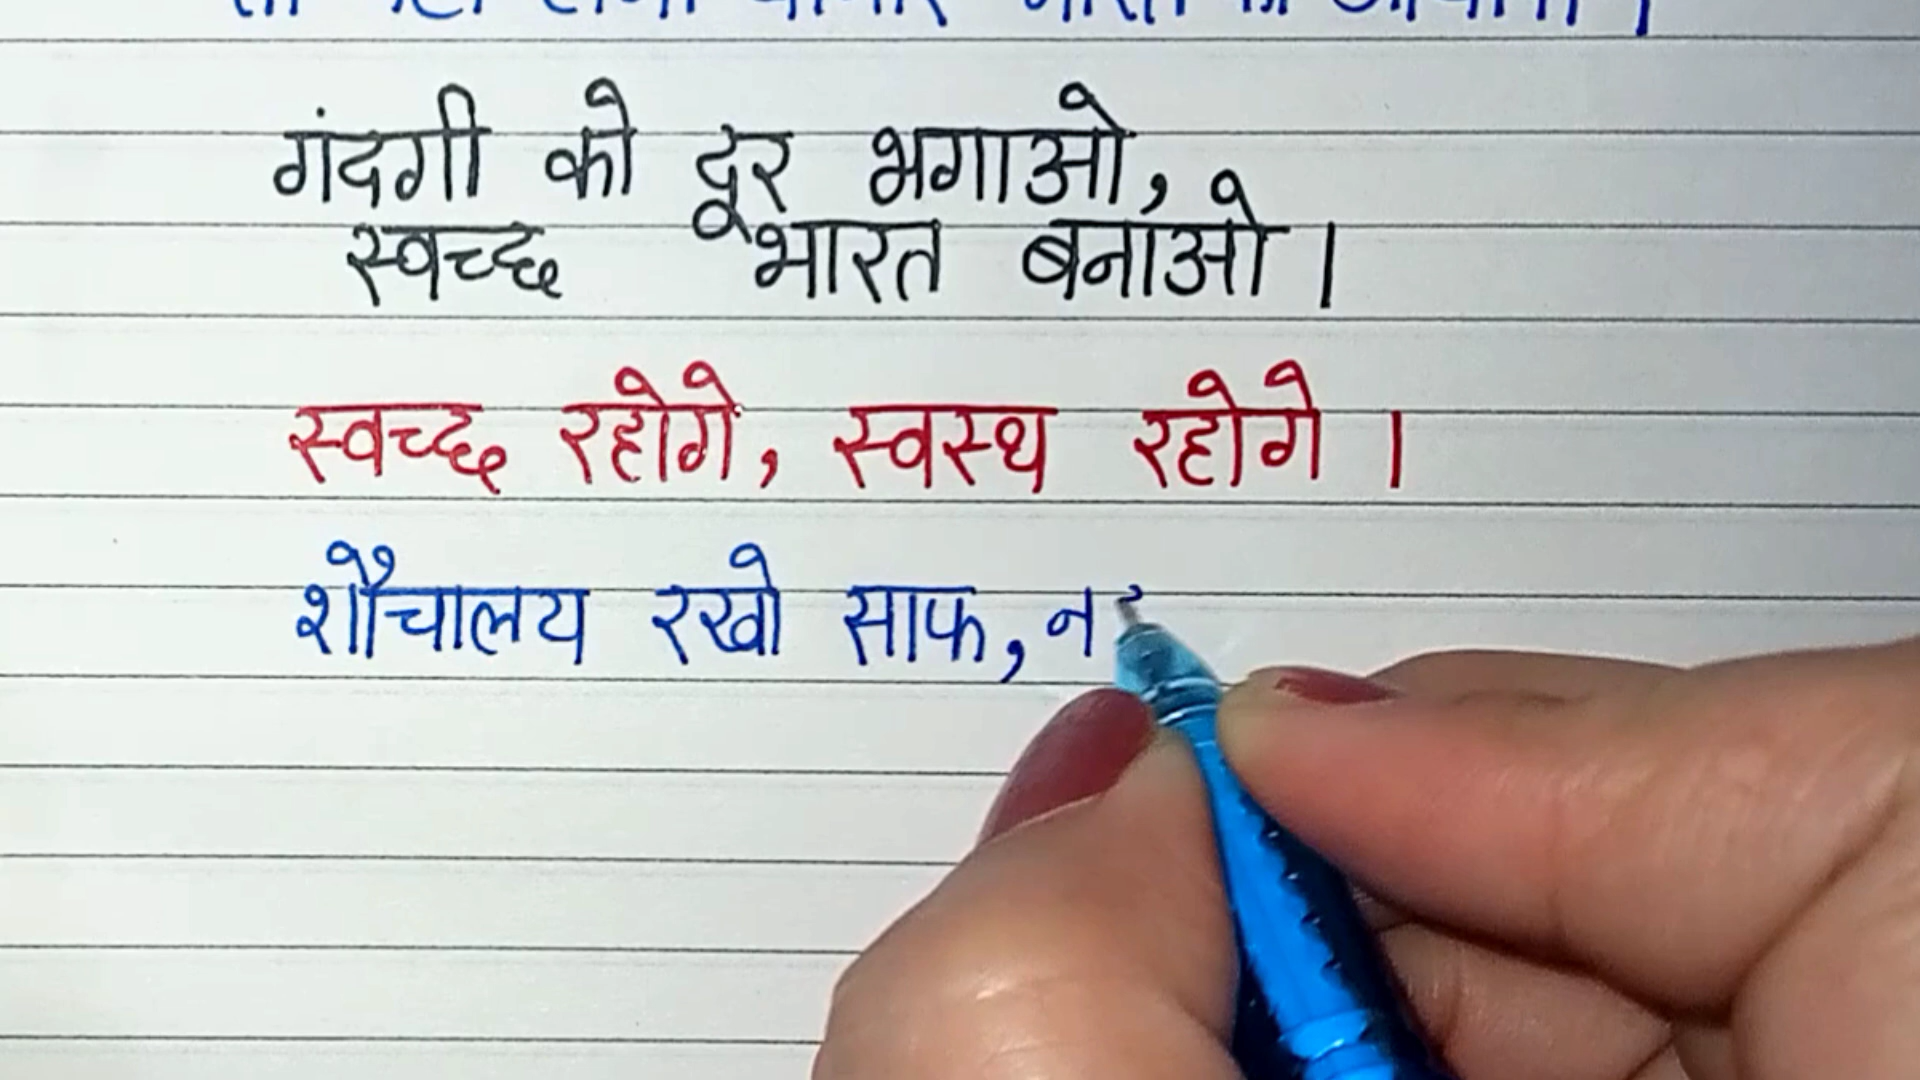 गंदगी को दूर भगाओ,
स्वच्छ भारत बनाओ ।
स्वच्छ रहोगे, स्वस्थ रहोगे ।
शौचालय रखो साफ, न